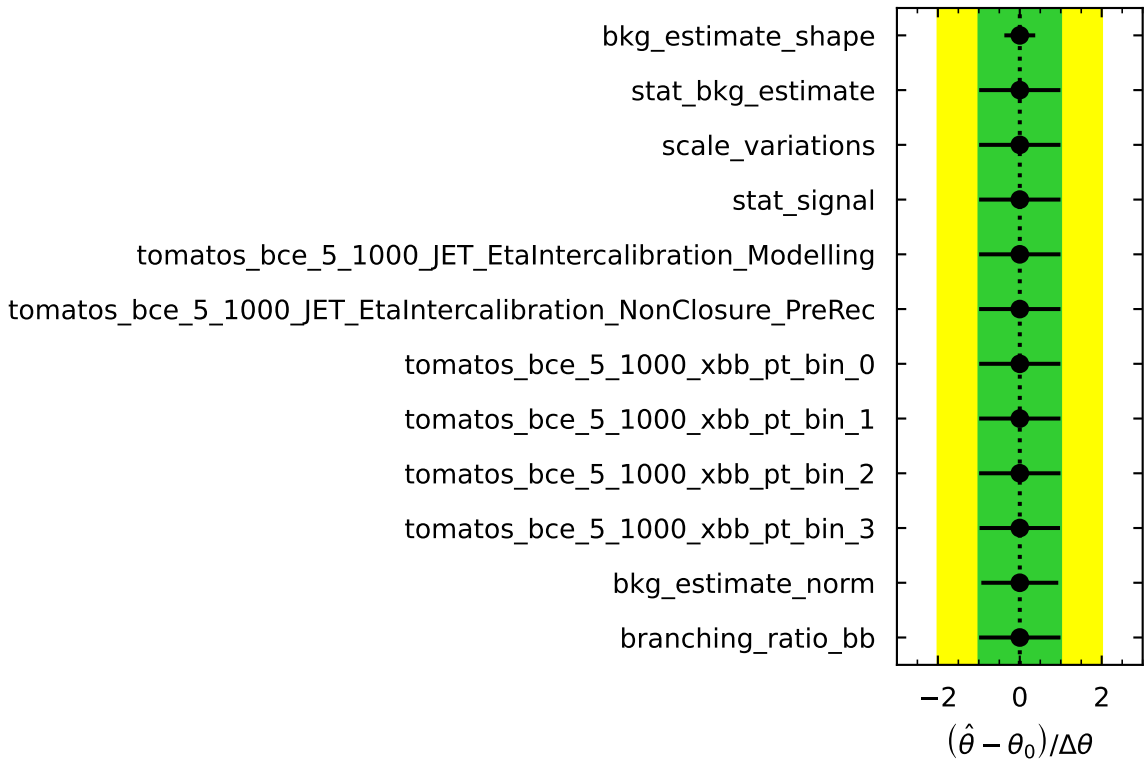 bkg_estimate_shape
stat_bkg_estimate
scale_variations
stat_signal
tomatos_bce_5_1000_JET_EtaIntercalibration_Modelling
tomatos_bce_5_1000_JET_EtaIntercalibration_NonClosure_PreRec
tomatos_bce_5_1000_xbb_pt_bin_0
tomatos_bce_5_1000_xbb_pt_bin_1
tomatos_bce_5_1000_xbb_pt_bin_2
tomatos_bce_5_1000_xbb_pt_bin_3
bkg_estimate_norm
branching_ratio_bb
−2 0 2
(θ̂ − θ₀)/Δθ